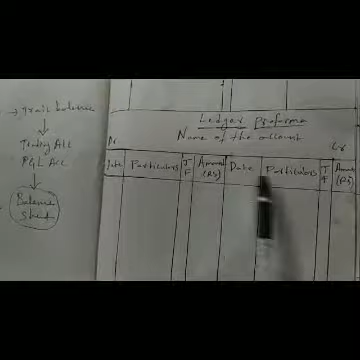 → Trail balance
Trading A/c
P&L A/c
Balance
Sheet
Ledger Proforma
Name of the account
Dr
Cr
Date Particulars J F Amount (Rs) Date Particulars J F Amount (Rs)